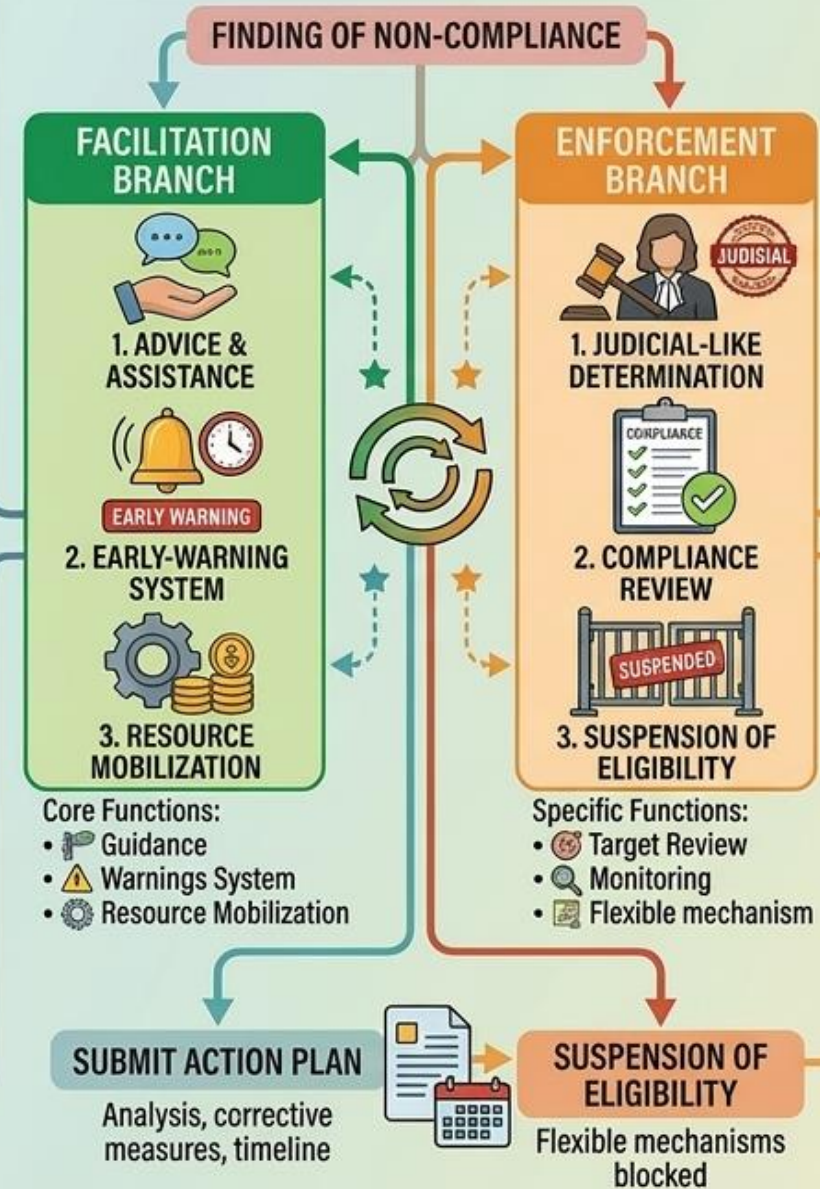 FINDING OF NON-COMPLIANCE
FACILITATION
BRANCH
1. ADVICE &
ASSISTANCE
EARLY WARNING
2. EARLY-WARNING
SYSTEM
3. RESOURCE
MOBILIZATION
Core Functions:
• Guidance
• Warnings System
• Resource Mobilization
ENFORCEMENT
BRANCH
JUDISIAL
1. JUDICIAL-LIKE
DETERMINATION
COMPLIANCE
2. COMPLIANCE
REVIEW
SUSPENDED
3. SUSPENSION OF
ELIGIBILITY
Specific Functions:
• Target Review
• Monitoring
• Flexible mechanism
SUBMIT ACTION PLAN
Analysis, corrective
measures, timeline
SUSPENSION OF
ELIGIBILITY
Flexible mechanisms
blocked